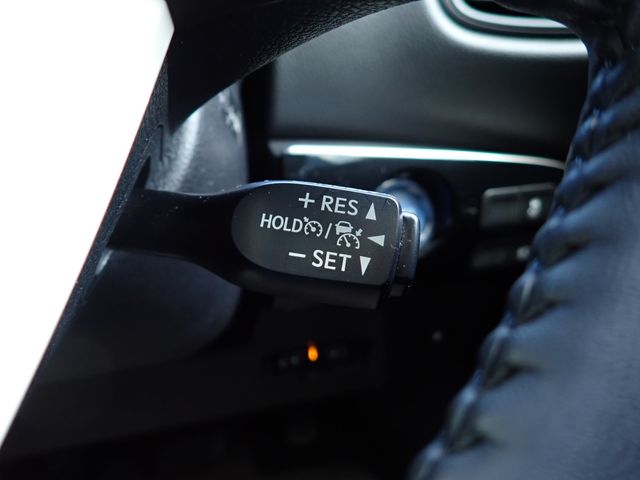 + RES ▲
HOLD / ◀
− SET ▼